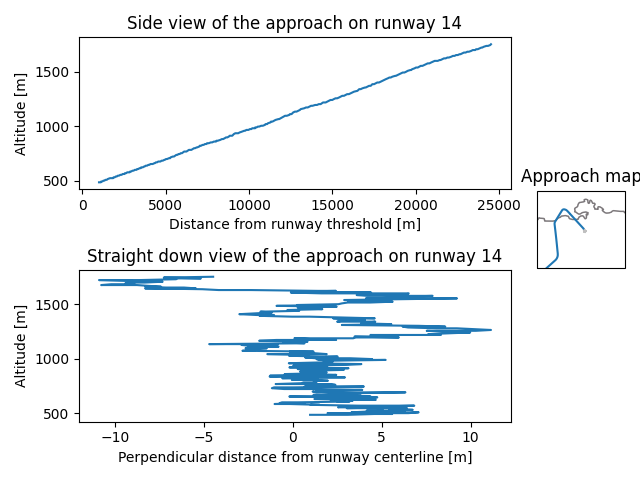 Side view of the approach on runway 14
Altitude [m]
1500
1000
500
0
5000
10000
15000
20000
25000
Distance from runway threshold [m]
Approach map
Straight down view of the approach on runway 14
Altitude [m]
1500
1000
500
−10
−5
0
5
10
Perpendicular distance from runway centerline [m]